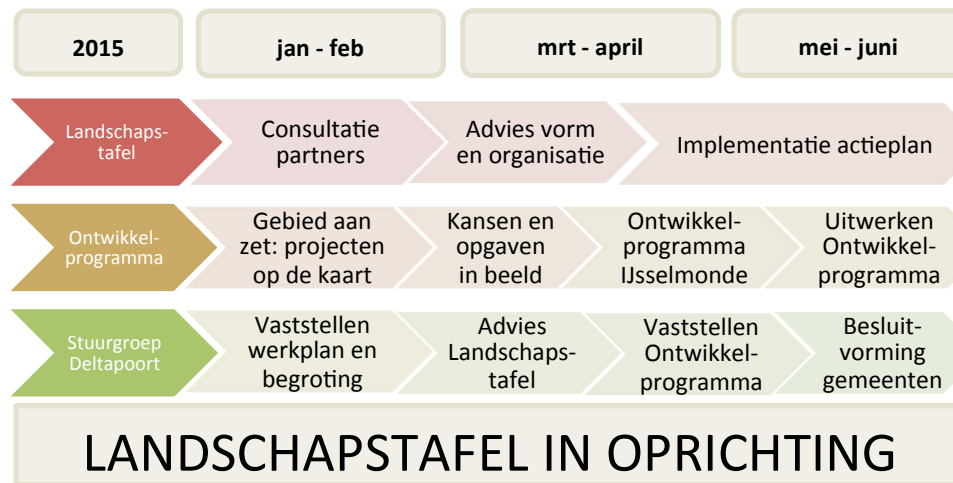 2015
jan - feb
mrt - april
mei - juni
Landschaps-
tafel
Consultatie
partners
Advies vorm
en organisatie
Implementatie actieplan
Ontwikkel-
programma
Gebied aan
zet: projecten
op de kaart
Kansen en
opgaven
in beeld
Ontwikkel-
programma
IJsselmonde
Uitwerken
Ontwikkel-
programma
Stuurgroep
Deltapoort
Vaststellen
werkplan en
begroting
Advies
Landschaps-
tafel
Vaststellen
Ontwikkel-
programma
Besluit-
vorming
gemeenten
LANDSCHAPSTAFEL IN OPRICHTING